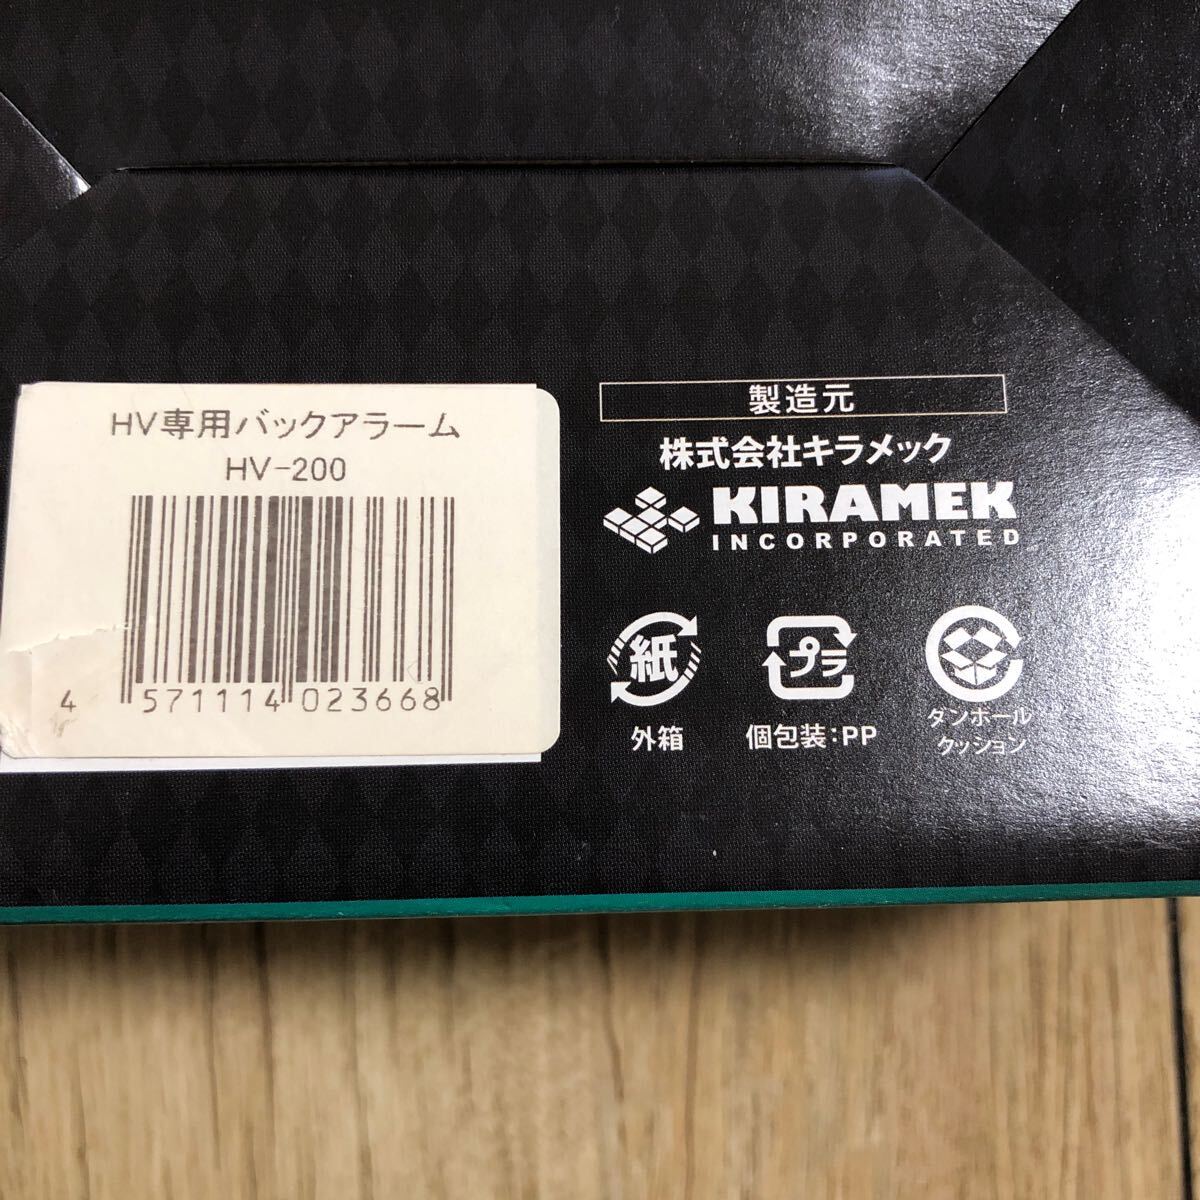 HV専用バックアラーム
HV-200
4 571114 023668
製造元
株式会社キラメック
KIRAMEK
INCORPORATED
紙
外箱
プラ
個包装:PP
ダンボール
クッション